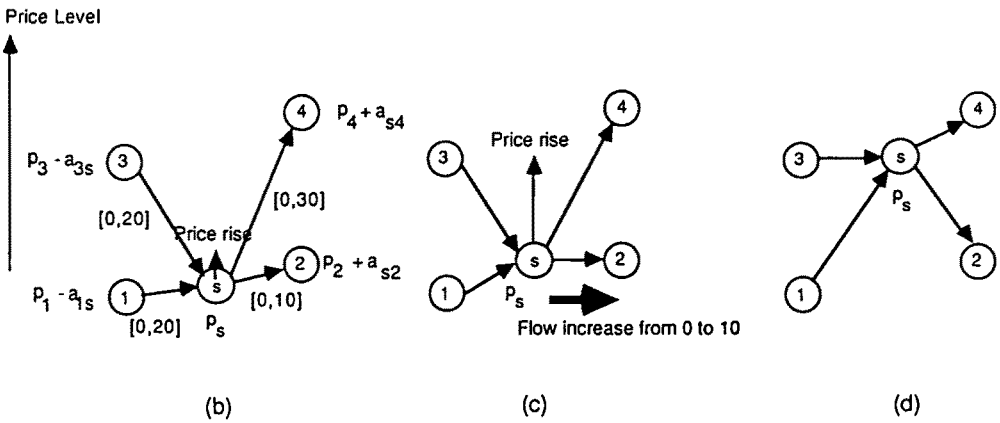 Price Level
4
p4 + as4
3
p3 - a3s
[0,20]
[0,30]
Price rise
s
2
p2 + as2
1
p1 - a1s
[0,10]
[0,20]
ps
(b)
4
Price rise
3
s
2
1
ps
Flow increase from 0 to 10
(c)
4
3
s
ps
2
1
(d)